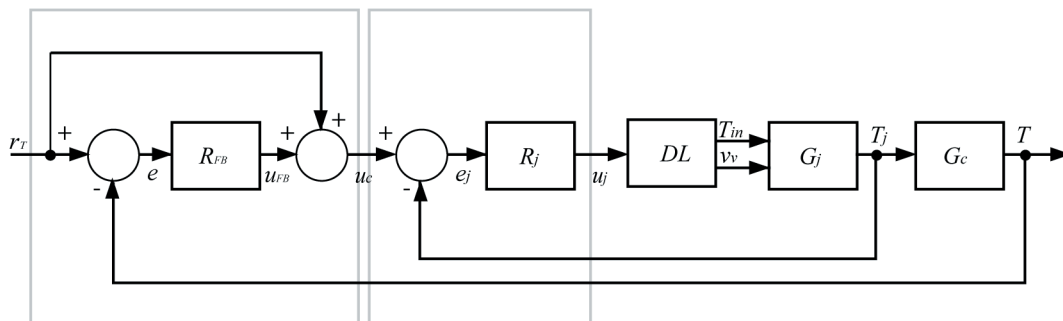 r_T + - e R_FB + u_FB + u_c + - e_j R_j u_j DL T_in v_v G_j T_j G_c T